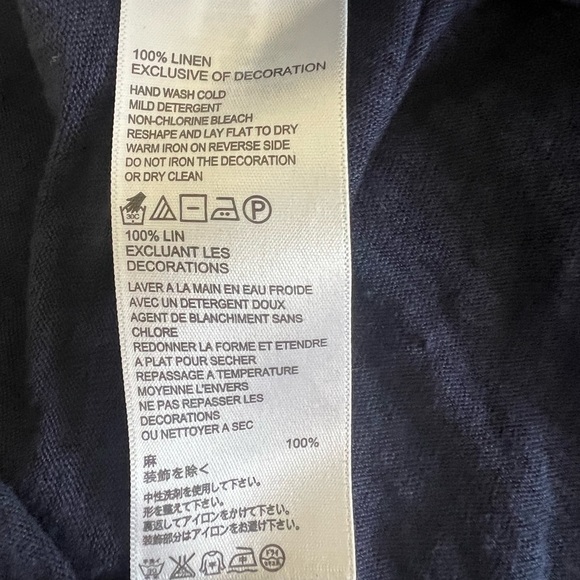 100% LINEN
EXCLUSIVE OF DECORATION
HAND WASH COLD
MILD DETERGENT
NON-CHLORINE BLEACH
RESHAPE AND LAY FLAT TO DRY
WARM IRON ON REVERSE SIDE
DO NOT IRON THE DECORATION
OR DRY CLEAN
30C P
100% LIN
EXCLUANT LES
DECORATIONS
LAVER A LA MAIN EN EAU FROIDE
AVEC UN DETERGENT DOUX
AGENT DE BLANCHIMENT SANS
CHLORE
REDONNER LA FORME ET ETENDRE
A PLAT POUR SECHER
REPASSAGE A TEMPERATURE
MOYENNE L'ENVERS
NE PAS REPASSER LES
DECORATIONS
OU NETTOYER A SEC
100%
麻
装飾を除く
中性洗剤を使用して下さい。
形を整えて下さい。
裏返してアイロンをかけて下さい。
装飾部分はアイロンをお避け下さい。
中 ドライ